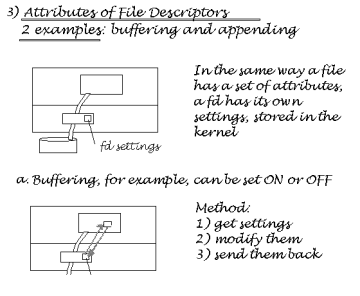 3) Attributes of File Descriptors
2 examples: buffering and appending
In the same way a file
has a set of attributes,
a fd has its own
settings, stored in the
kernel
fd settings
a. Buffering, for example, can be set ON or OFF
Method:
1) get settings
2) modify them
3) send them back